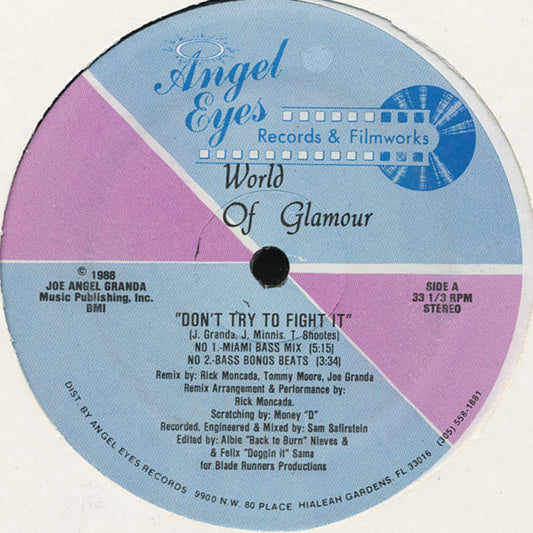 Angel
Eyes
Records & Filmworks
World
Of Glamour
© 1988
JOE ANGEL GRANDA
Music Publishing, Inc.
BMI
SIDE A
33 1/3 RPM
STEREO
"DON'T TRY TO FIGHT IT"
(J. Granda, J. Minnis, T. Shootes)
NO 1.-MIAMI BASS MIX (5:15)
NO 2.-BASS BONOS BEATS (3:34)
Remix by: Rick Moncada, Tommy Moore, Joe Granda
Remix Arrangement & Performance by:
Rick Moncada.
Scratching by: Money "D"
Recorded, Engineered & Mixed by: Sam Safirstein
Edited by: Albie "Back to Burn" Nieves &
& Felix "Doggin it" Sama
for Blade Runners Productions
DIST. BY ANGEL EYES RECORDS 9900 N.W. 80 PLACE HIALEAH GARDENS, FL 33016 (305) 558-1881